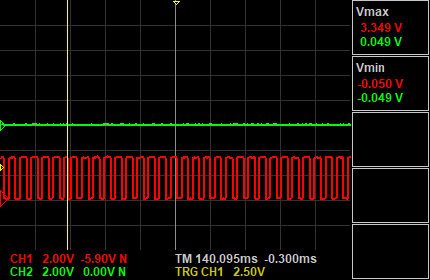 Vmax
3.349 V
0.049 V
Vmin
-0.050 V
-0.049 V
CH1 2.00V -5.90V N TM 140.095ms -0.300ms
CH2 2.00V 0.00V N TRG CH1 2.50V